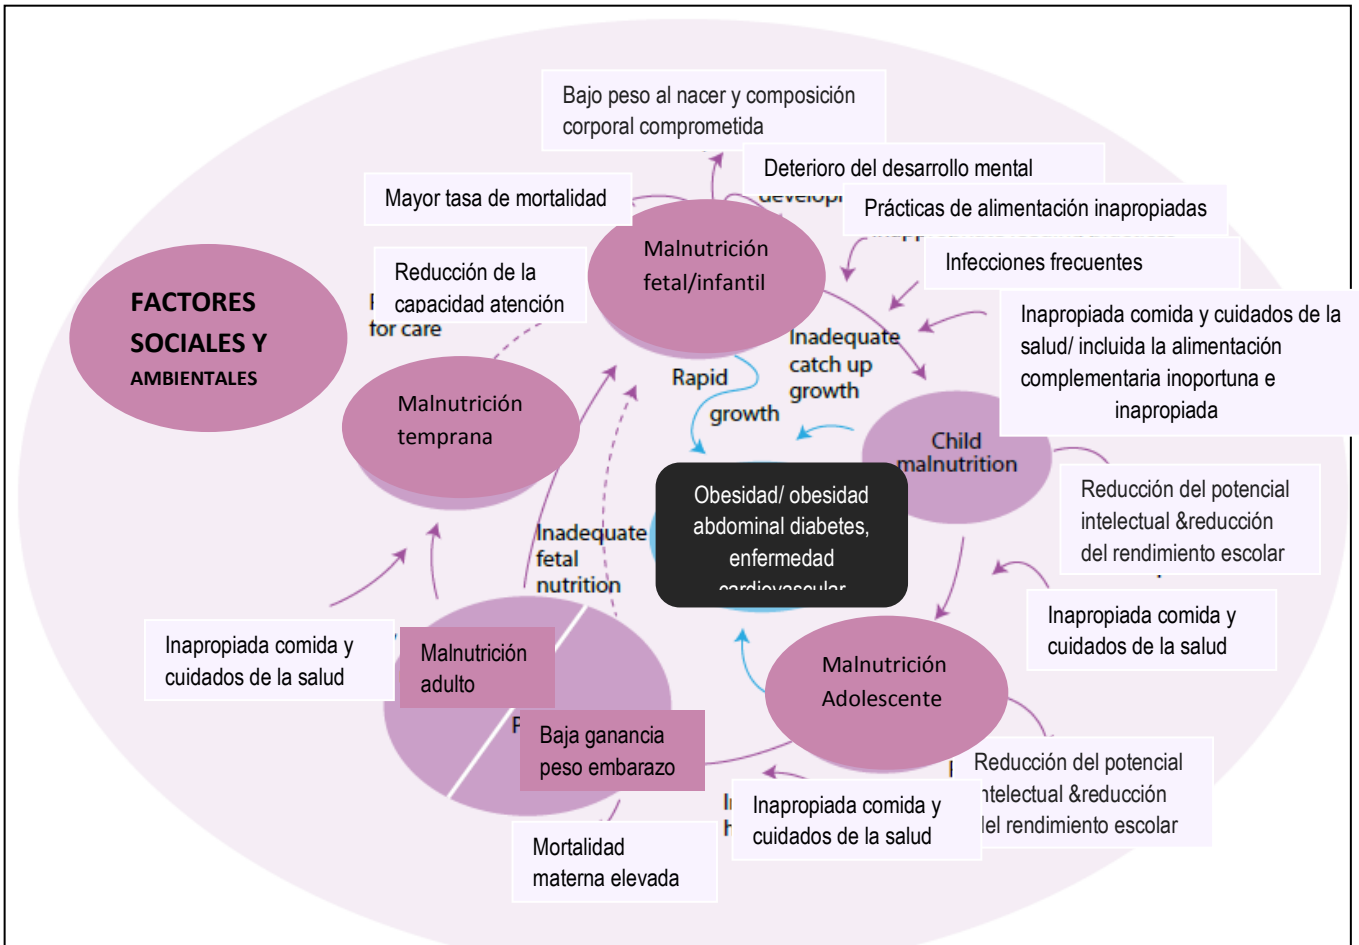 Bajo peso al nacer y composición
corporal comprometida
Deterioro del desarrollo mental
Mayor tasa de mortalidad
Prácticas de alimentación inapropiadas
Malnutrición
fetal/infantil
Infecciones frecuentes
Reducción de la
capacidad atención
for care
FACTORES
SOCIALES Y
AMBIENTALES
Inapropiada comida y cuidados de la
salud/ incluida la alimentación
complementaria inoportuna e
inapropiada
Inadequate
catch up
growth
Rapid
growth
Malnutrición
temprana
Child
malnutrition
Obesidad/ obesidad
abdominal diabetes,
enfermedad
cardiovascular
Reducción del potencial
intelectual &reducción
del rendimiento escolar
Inadequate
fetal
nutrition
Inapropiada comida y
cuidados de la salud
Inapropiada comida y
cuidados de la salud
Malnutrición
adulto
Malnutrición
Adolescente
Baja ganancia
peso embarazo
Reducción del potencial
intelectual &reducción
del rendimiento escolar
Inapropiada comida y
cuidados de la salud
Mortalidad
materna elevada